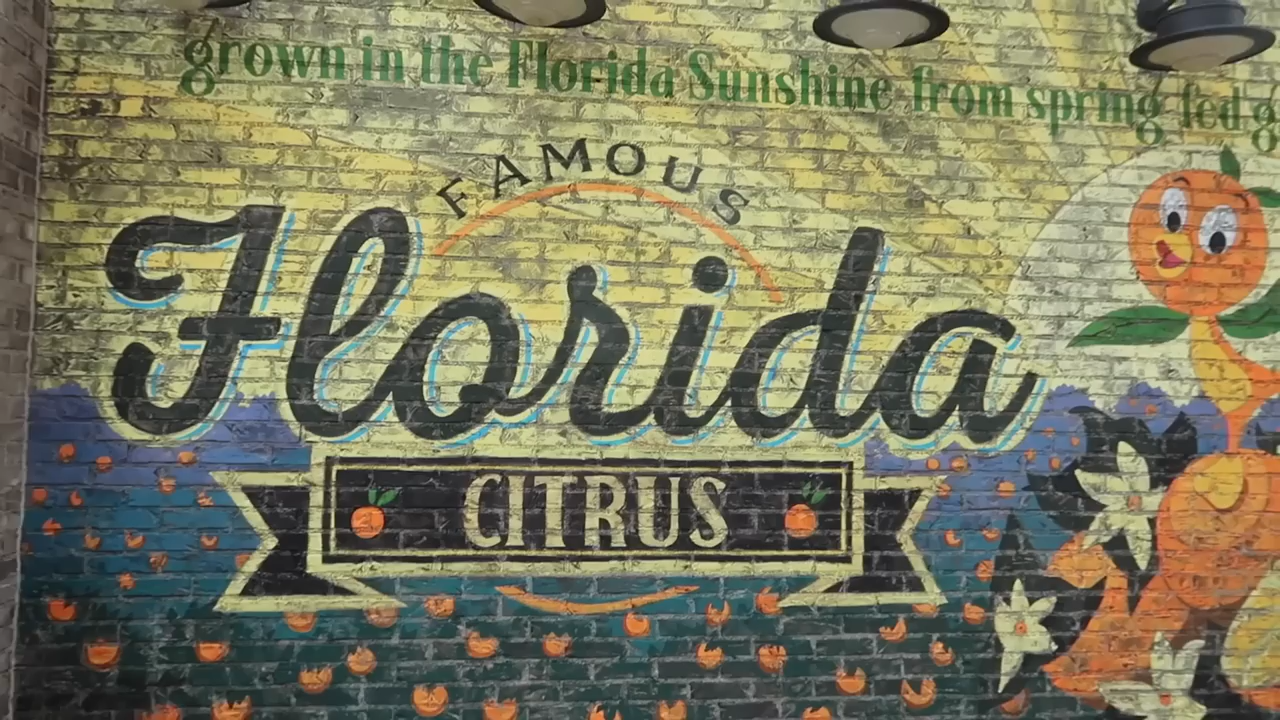 grown in the Florida Sunshine from spring fed g
FAMOUS
Florida
CITRUS